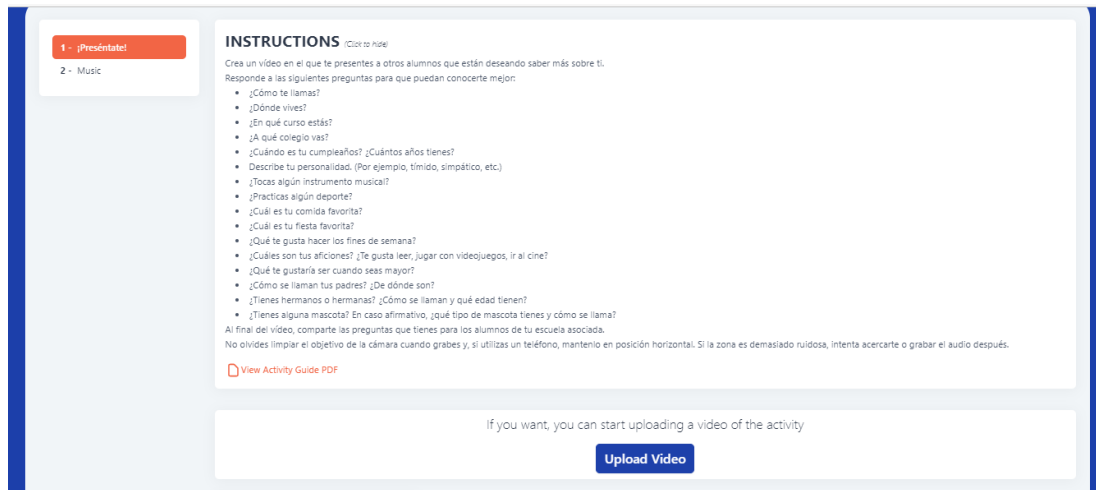 1 - ¡Preséntate!
2 - Music
INSTRUCTIONS (Click to hide)
Crea un vídeo en el que te presentes a otros alumnos que están deseando saber más sobre ti.
Responde a las siguientes preguntas para que puedan conocerte mejor:
¿Cómo te llamas?
¿Dónde vives?
¿En qué curso estás?
¿A qué colegio vas?
¿Cuándo es tu cumpleaños? ¿Cuántos años tienes?
Describe tu personalidad. (Por ejemplo, tímido, simpático, etc.)
¿Tocas algún instrumento musical?
¿Practicas algún deporte?
¿Cuál es tu comida favorita?
¿Cuál es tu fiesta favorita?
¿Qué te gusta hacer los fines de semana?
¿Cuáles son tus aficiones? ¿Te gusta leer, jugar con videojuegos, ir al cine?
¿Qué te gustaría ser cuando seas mayor?
¿Cómo se llaman tus padres? ¿De dónde son?
¿Tienes hermanos o hermanas? ¿Cómo se llaman y qué edad tienen?
¿Tienes alguna mascota? En caso afirmativo, ¿qué tipo de mascota tienes y cómo se llama?
Al final del vídeo, comparte las preguntas que tienes para los alumnos de tu escuela asociada.
No olvides limpiar el objetivo de la cámara cuando grabes y, si utilizas un teléfono, mantenlo en posición horizontal. Si la zona es demasiado ruidosa, intenta acercarte o grabar el audio después.
View Activity Guide PDF
If you want, you can start uploading a video of the activity
Upload Video